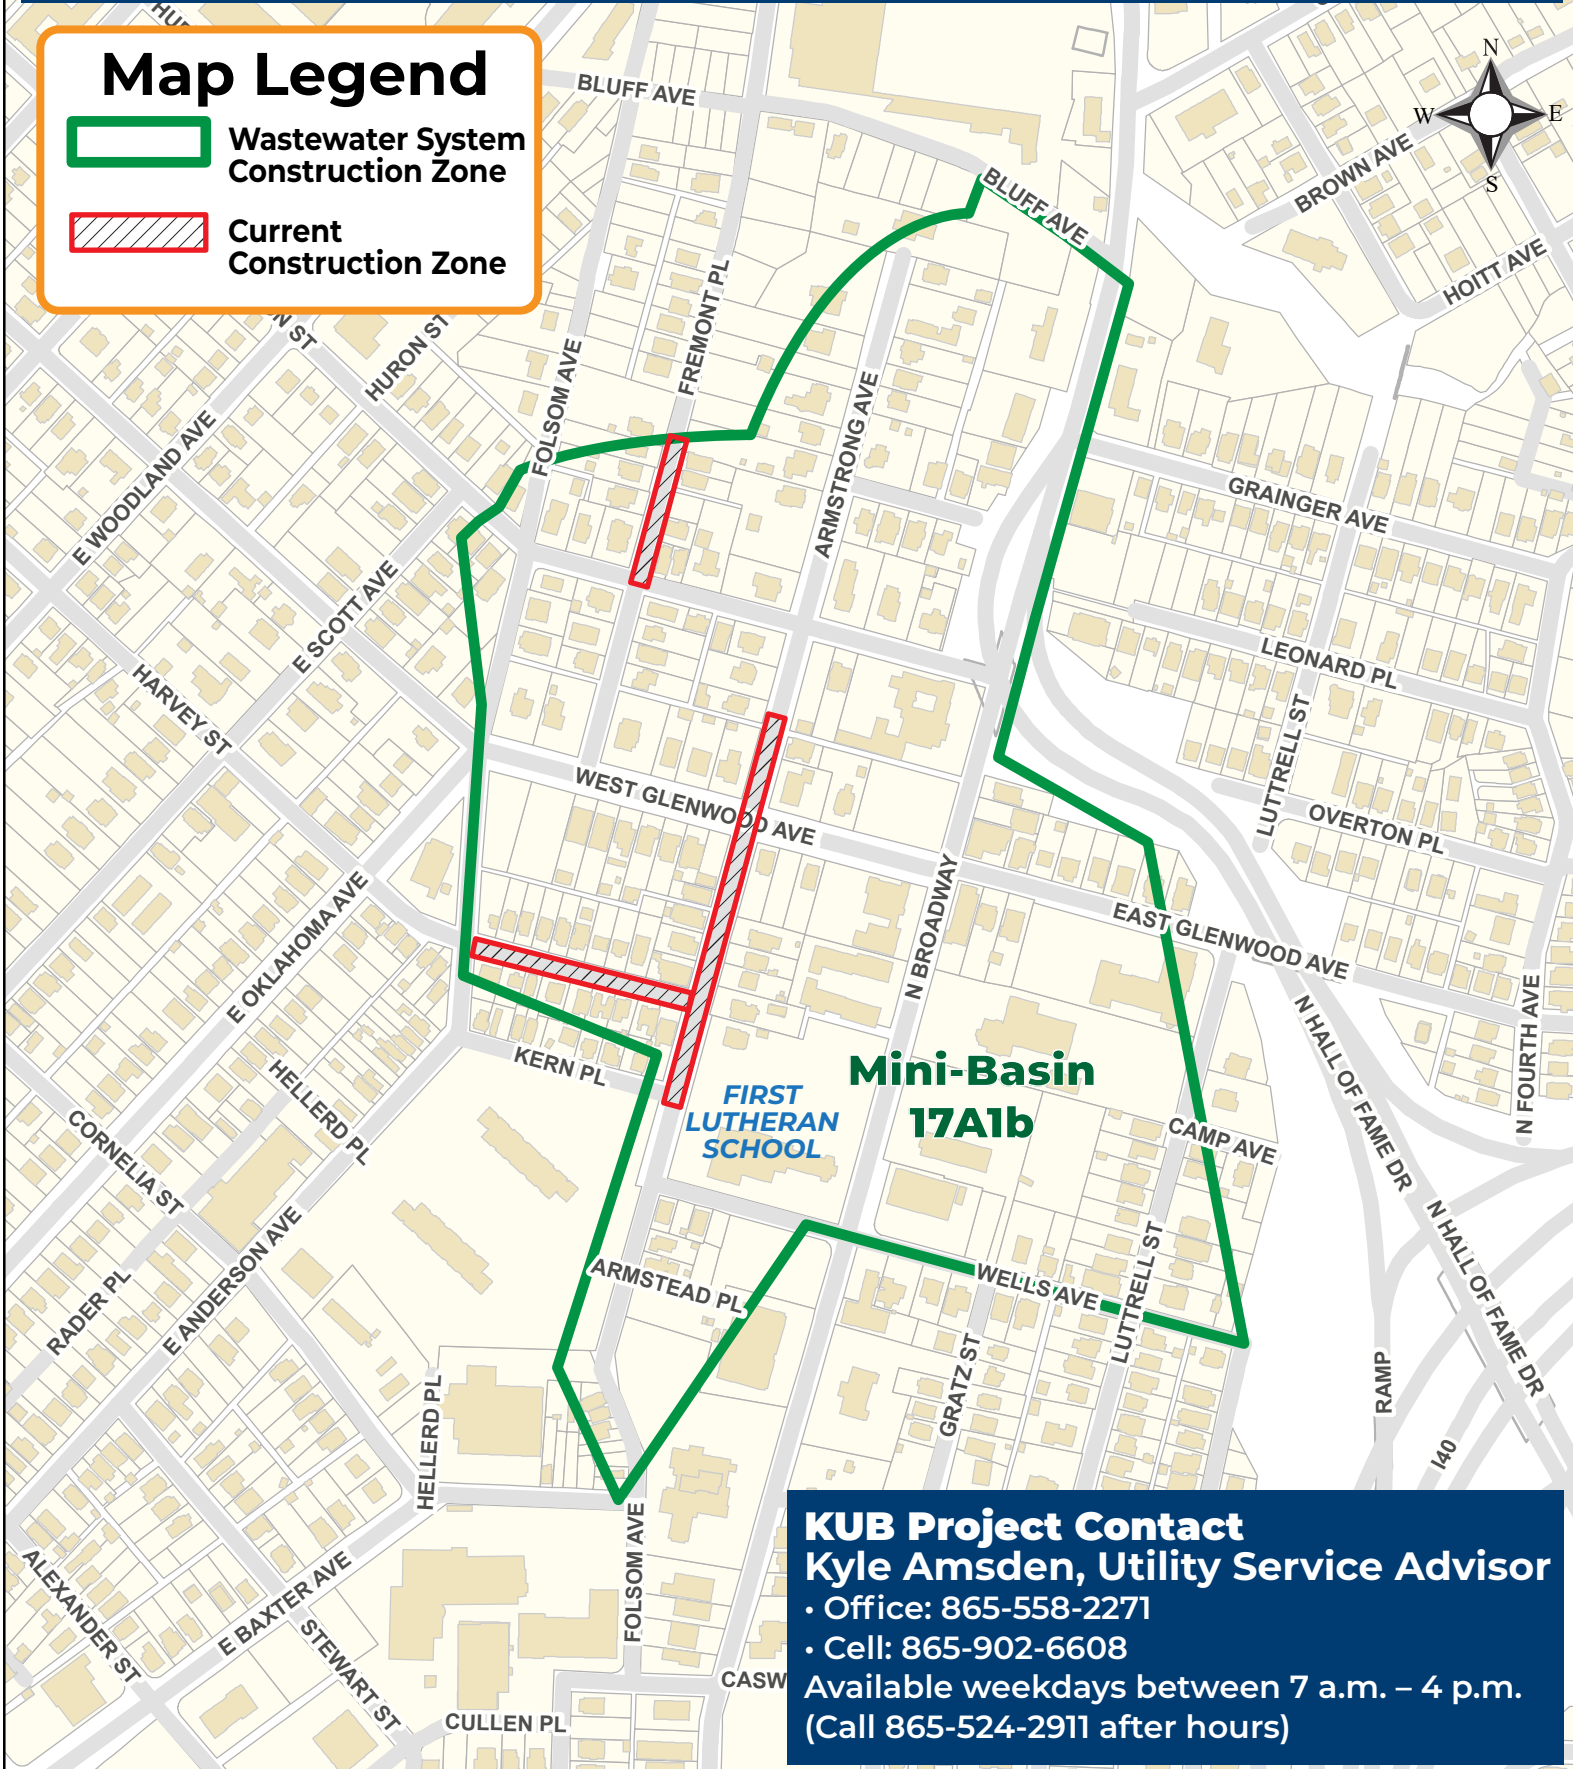 Map Legend
Wastewater System
Construction Zone
Current
Construction Zone
N
W
E
S
BLUFF AVE
BLUFF AVE
BROWN AVE
HOITT AVE
N ST
HURON ST
FOLSOM AVE
FREMONT PL
ARMSTRONG AVE
E WOODLAND AVE
E SCOTT AVE
HARVEY ST
GRAINGER AVE
LEONARD PL
LUTTRELL ST
OVERTON PL
WEST GLENWOOD AVE
N BROADWAY
EAST GLENWOOD AVE
E OKLAHOMA AVE
N FOURTH AVE
N HALL OF FAME DR
KERN PL
HELLERD PL
CORNELIA ST
FIRST
LUTHERAN
SCHOOL
Mini-Basin
17A1b
CAMP AVE
ARMSTEAD PL
WELLS AVE
LUTTRELL ST
N HALL OF FAME DR
RADER PL
E ANDERSON AVE
HELLERD PL
GRATZ ST
RAMP
I40
FOLSOM AVE
ALEXANDER ST
E BAXTER AVE
STEWART ST
CASW
CULLEN PL
KUB Project Contact
Kyle Amsden, Utility Service Advisor
• Office: 865-558-2271
• Cell: 865-902-6608
Available weekdays between 7 a.m. – 4 p.m.
(Call 865-524-2911 after hours)